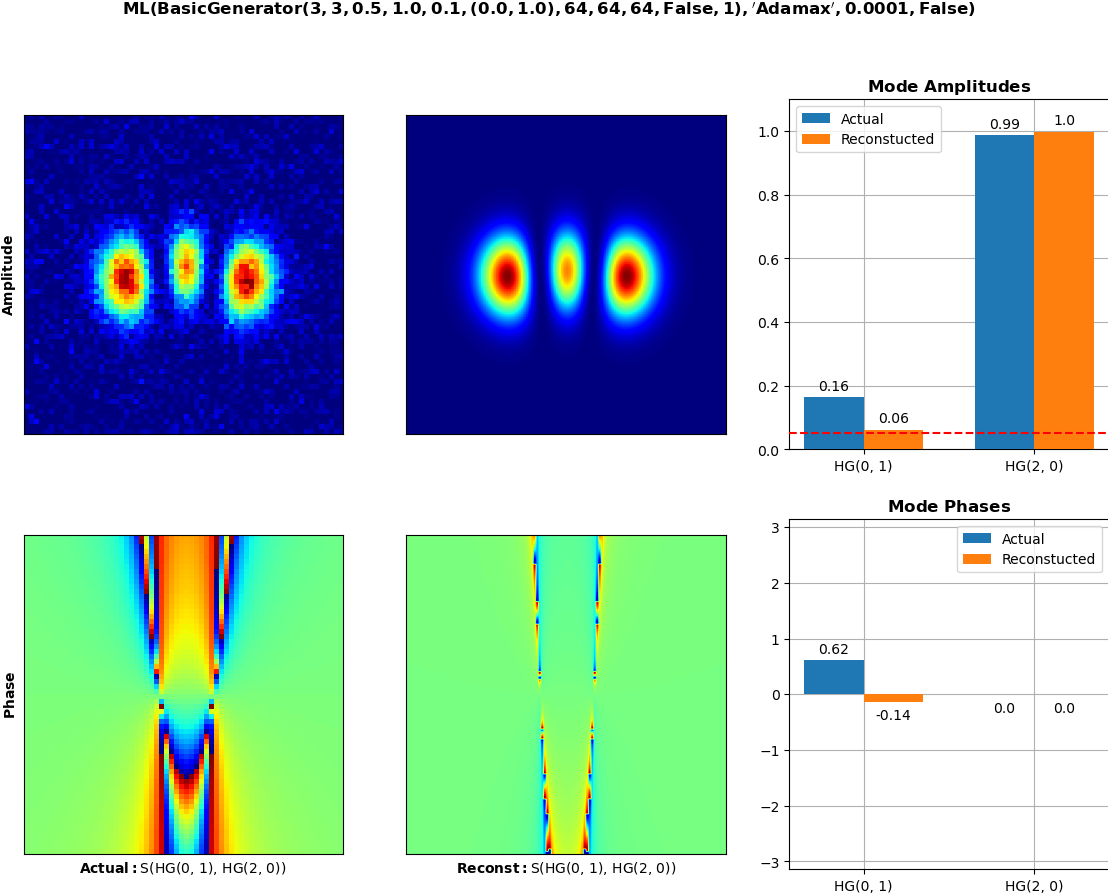 ML(BasicGenerator(3, 3, 0.5, 1.0, 0.1, (0.0, 1.0), 64, 64, 64, False, 1), ′Adamax′, 0.0001, False)
Mode Amplitudes
Amplitude
Actual
Reconstucted
1.0
0.8
0.6
0.4
0.2
0.0
0.16
0.06
0.99
1.0
HG(0, 1)
HG(2, 0)
Mode Phases
Phase
Actual
Reconstucted
3
2
1
0
−1
−2
−3
0.62
-0.14
0.0
0.0
HG(0, 1)
HG(2, 0)
Actual: S(HG(0, 1), HG(2, 0))
Reconst: S(HG(0, 1), HG(2, 0))